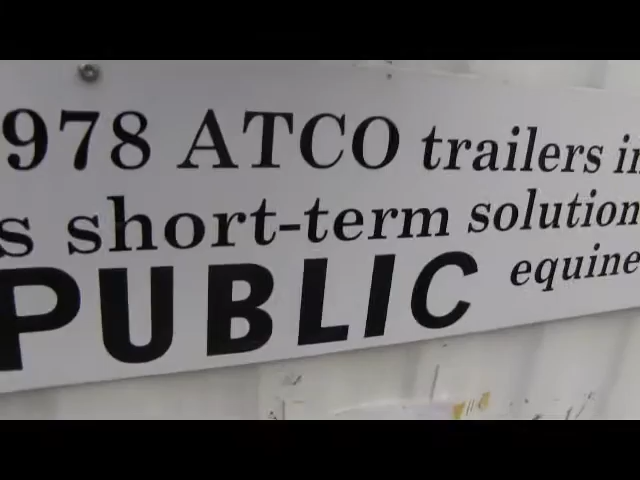 978 ATCO trailers in
s short-term solution
PUBLIC equine